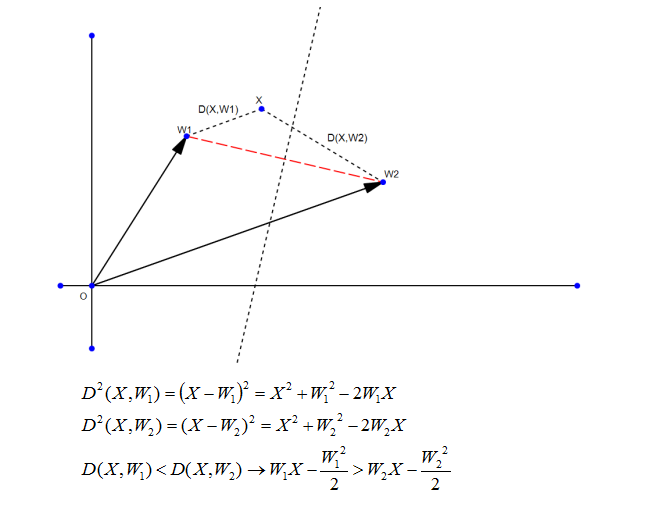 X
D(X,W1)
W1
D(X,W2)
W2
O
D²(X,W₁) = (X − W₁)² = X² + W₁² − 2W₁X
D²(X,W₂) = (X − W₂)² = X² + W₂² − 2W₂X
D(X,W₁) < D(X,W₂) → W₁X − W₁²/2 > W₂X − W₂²/2